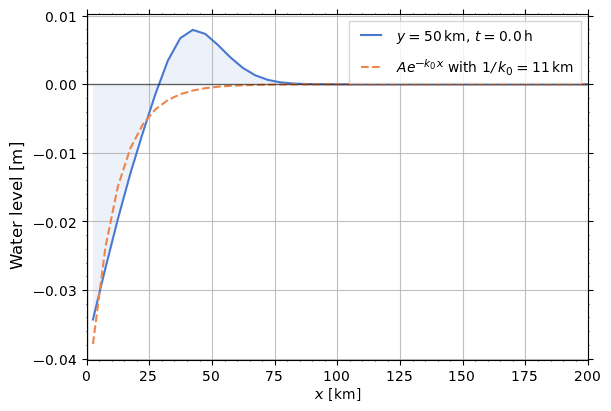 0.01
y = 50 km, t = 0.0 h
Ae^{-k_0 x} with 1/k_0 = 11 km
0.00
−0.01
−0.02
−0.03
−0.04
Water level [m]
0 25 50 75 100 125 150 175 200
x [km]